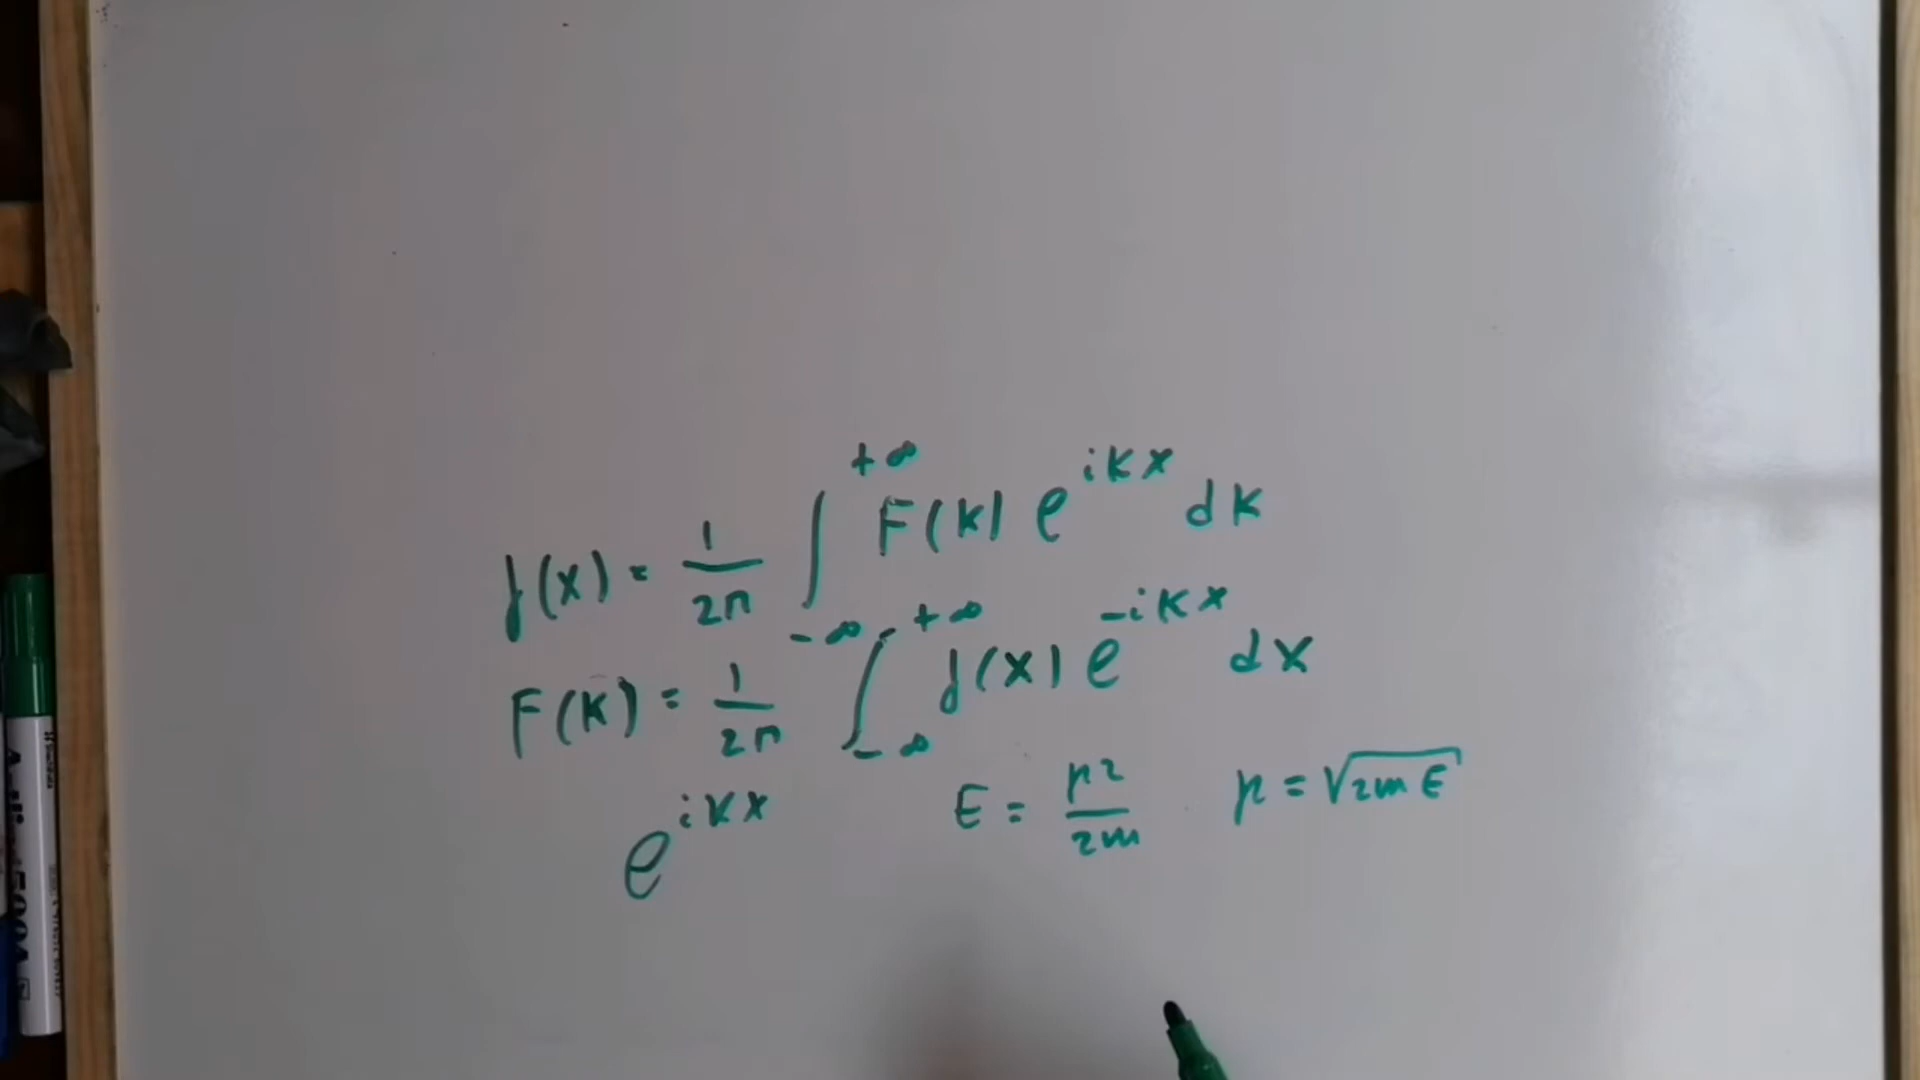 f(x) = 1/2π ∫_{-∞}^{+∞} F(k) e^{ikx} dk
F(k) = 1/2π ∫_{-∞}^{+∞} f(x) e^{-ikx} dx
e^{ikx} E = p²/2m p = √2mE